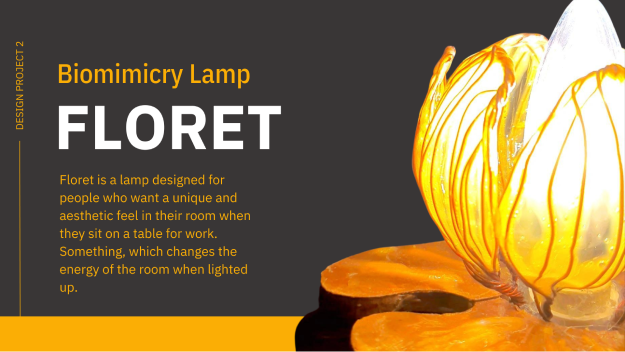 DESIGN PROJECT 2
Biomimicry Lamp
FLORET
Floret is a lamp designed for
people who want a unique and
aesthetic feel in their room when
they sit on a table for work.
Something, which changes the
energy of the room when lighted
up.